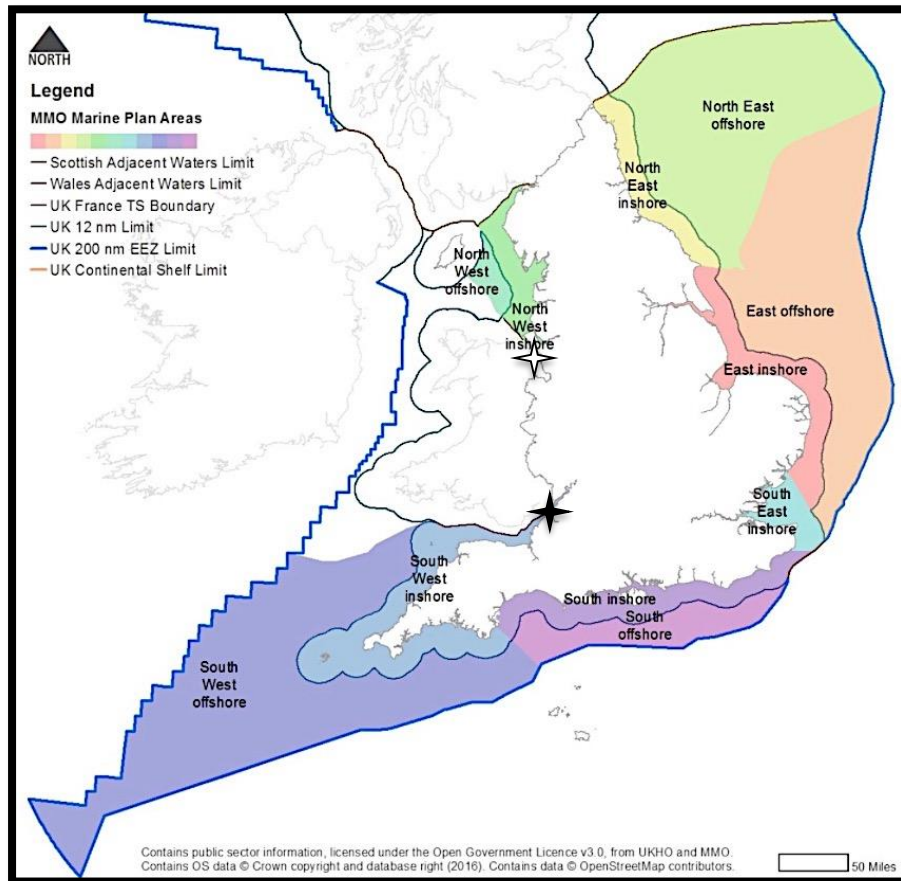 NORTH
Legend
MMO Marine Plan Areas
Scottish Adjacent Waters Limit
Wales Adjacent Waters Limit
UK France TS Boundary
UK 12 nm Limit
UK 200 nm EEZ Limit
UK Continental Shelf Limit
North East
offshore
North
East
inshore
North
West
offshore
North
West
inshore
East offshore
East inshore
South
East
inshore
South
West
inshore
South inshore
South
offshore
South
West
offshore
Contains public sector information, licensed under the Open Government Licence v3.0, from UKHO and MMO.
Contains OS data © Crown copyright and database right (2016). Contains data © OpenStreetMap contributors.
50 Miles